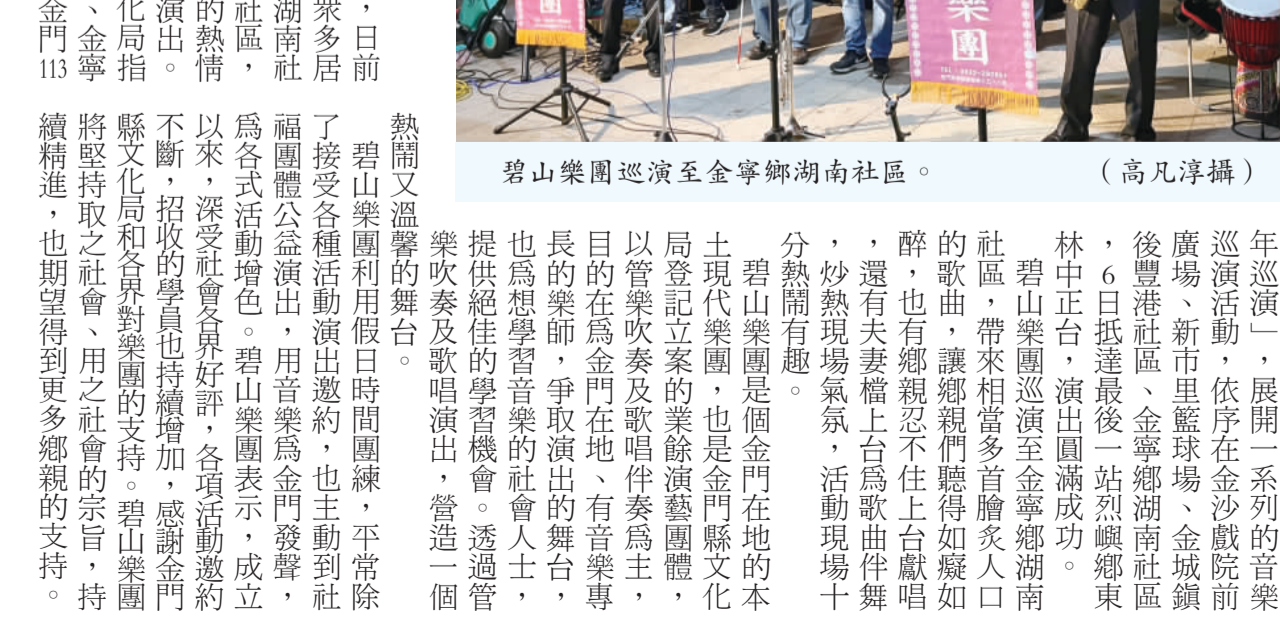 ，日前
眾多居
湖南社
社區，
的熱情
演出。
化局指
、金寧
金門113
團
樂團
碧山樂團巡演至金寧鄉湖南社區。　（高凡淳攝）
年巡演」，展開一系列的音樂
巡演活動，依序在金沙戲院前
廣場、新市里籃球場、金城鎮
後豐港社區、金寧鄉湖南社區
，6日抵達最後一站烈嶼鄉東
林中正台，演出圓滿成功。
碧山樂團巡演至金寧鄉湖南
社區，帶來相當多首膾炙人口
的歌曲，讓鄉親們聽得如癡如
醉，也有鄉親忍不住上台獻唱
，還有夫妻檔上台爲歌曲伴舞
，炒熱現場氣氛，活動現場十
分熱鬧有趣。
碧山樂團是個金門在地的本
土現代樂團，也是金門縣文化
局登記立案的業餘演藝團體，
以管樂吹奏及歌唱伴奏爲主，
目的在爲金門在地、有音樂專
長的樂師，爭取演出的舞台，
也爲想學習音樂的社會人士，
提供絕佳的學習機會。透過管
樂吹奏及歌唱演出，營造一個
熱鬧又溫馨的舞台。
碧山樂團利用假日時間團練，平常除
了接受各種活動演出邀約，也主動到社
福團體公益演出，用音樂爲金門發聲，
爲各式活動增色。碧山樂團表示，成立
以來，深受社會各界好評，各項活動邀約
不斷，招收的學員也持續增加，感謝金門
縣文化局和各界對樂團的支持。碧山樂團
將堅持取之社會、用之社會的宗旨，持
續精進，也期望得到更多鄉親的支持。